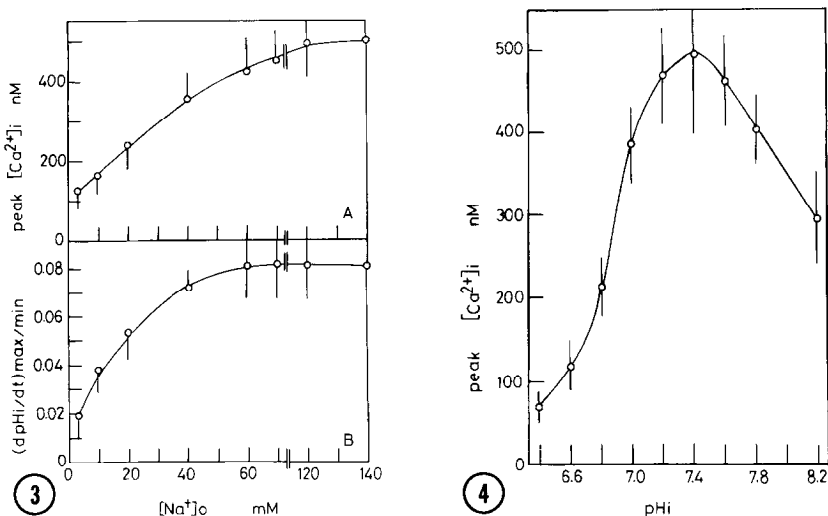 peak [Ca²⁺]i nM
400
200
0
A
(dpHi/dt)max/min
0.08
0.06
0.04
0.02
0
B
0 20 40 60 120 140
[Na⁺]o mM
3
peak [Ca²⁺]i nM
500
400
300
200
100
0
6.6 7.0 7.4 7.8 8.2
pHi
4